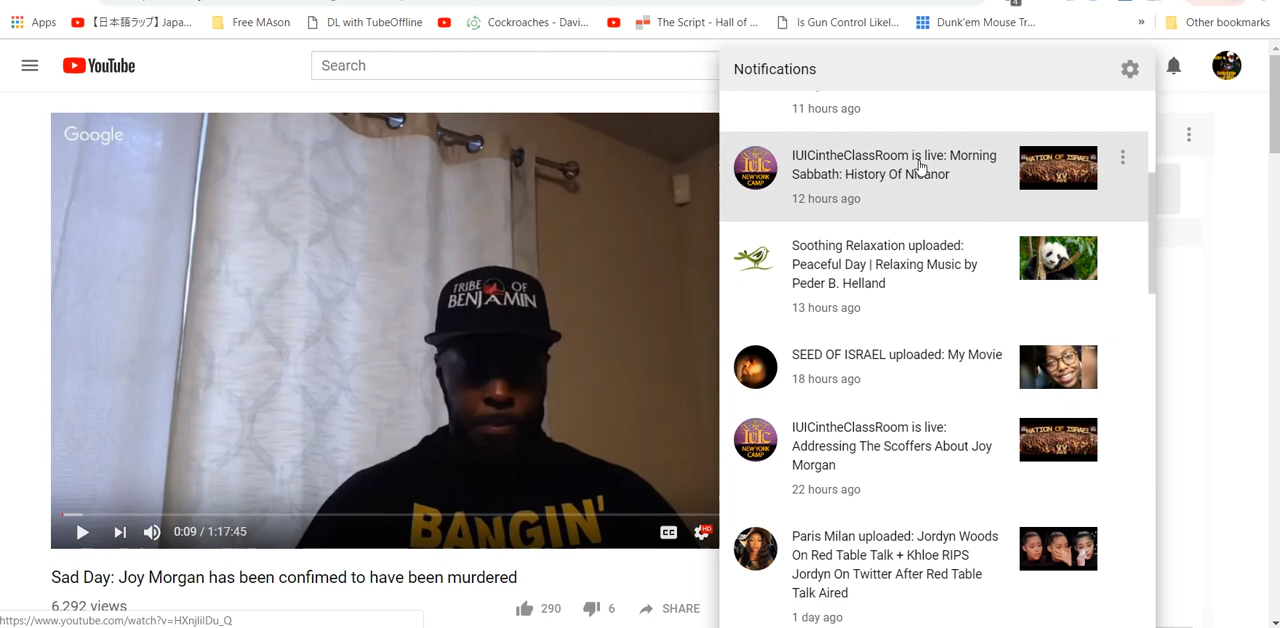 Apps
【日本語ラップ】Japa...
Free MAson
DL with TubeOffline
Cockroaches - Davi...
The Script - Hall of ...
Is Gun Control Likel...
Dunk'em Mouse Tr...
»
Other bookmarks
4
YouTube
Search
Notifications
11 hours ago
IUICintheClassRoom is live: Morning
Sabbath: History Of Nicanor
12 hours ago
IUIC
NEW YORK
CAMP
NATION OF ISRAEL
Soothing Relaxation uploaded:
Peaceful Day | Relaxing Music by
Peder B. Helland
13 hours ago
SEED OF ISRAEL uploaded: My Movie
18 hours ago
IUICintheClassRoom is live:
Addressing The Scoffers About Joy
Morgan
22 hours ago
IUIC
NEW YORK
CAMP
NATION OF ISRAEL
Paris Milan uploaded: Jordyn Woods
On Red Table Talk + Khloe RIPS
Jordyn On Twitter After Red Table
Talk Aired
1 day ago
Google
TRIBE OF
BENJAMIN
BANGIN'
0:09 / 1:17:45
CC
HD
Sad Day: Joy Morgan has been confimed to have been murdered
6,292 views
290
6
SHARE
https://www.youtube.com/watch?v=HXnjIilDu_Q